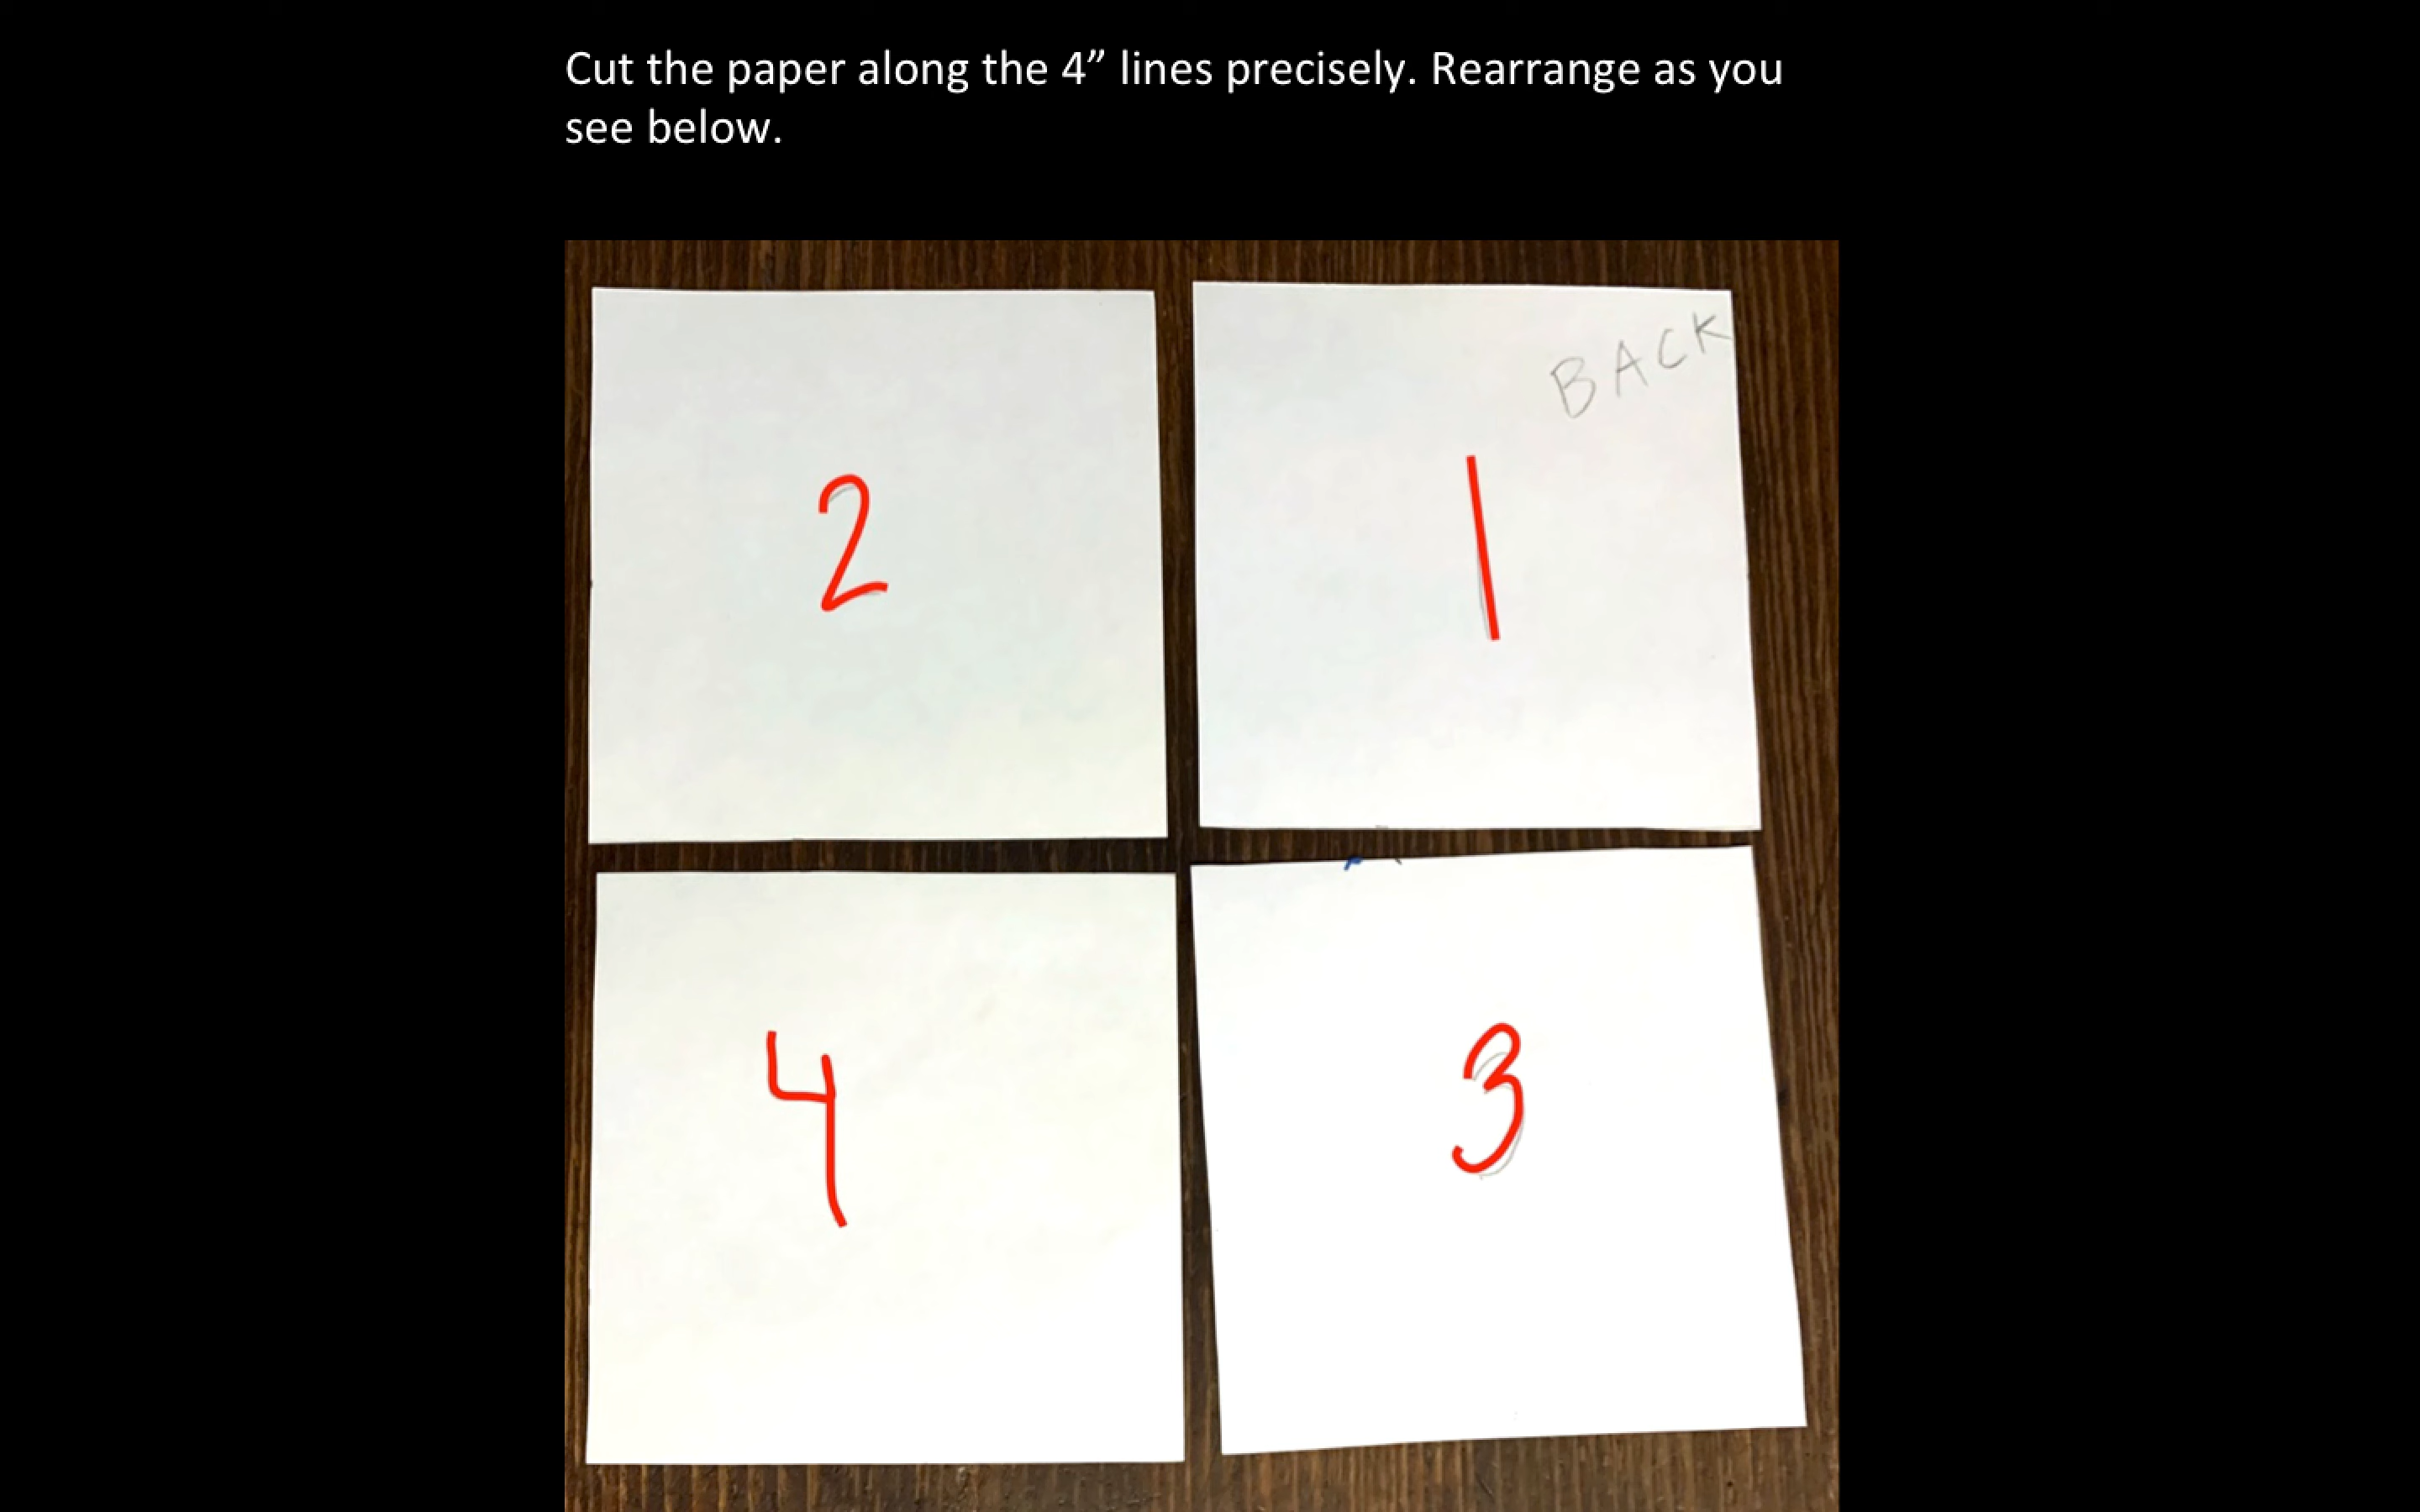 Cut the paper along the 4” lines precisely. Rearrange as you
see below.
BACK
2 1
4 3